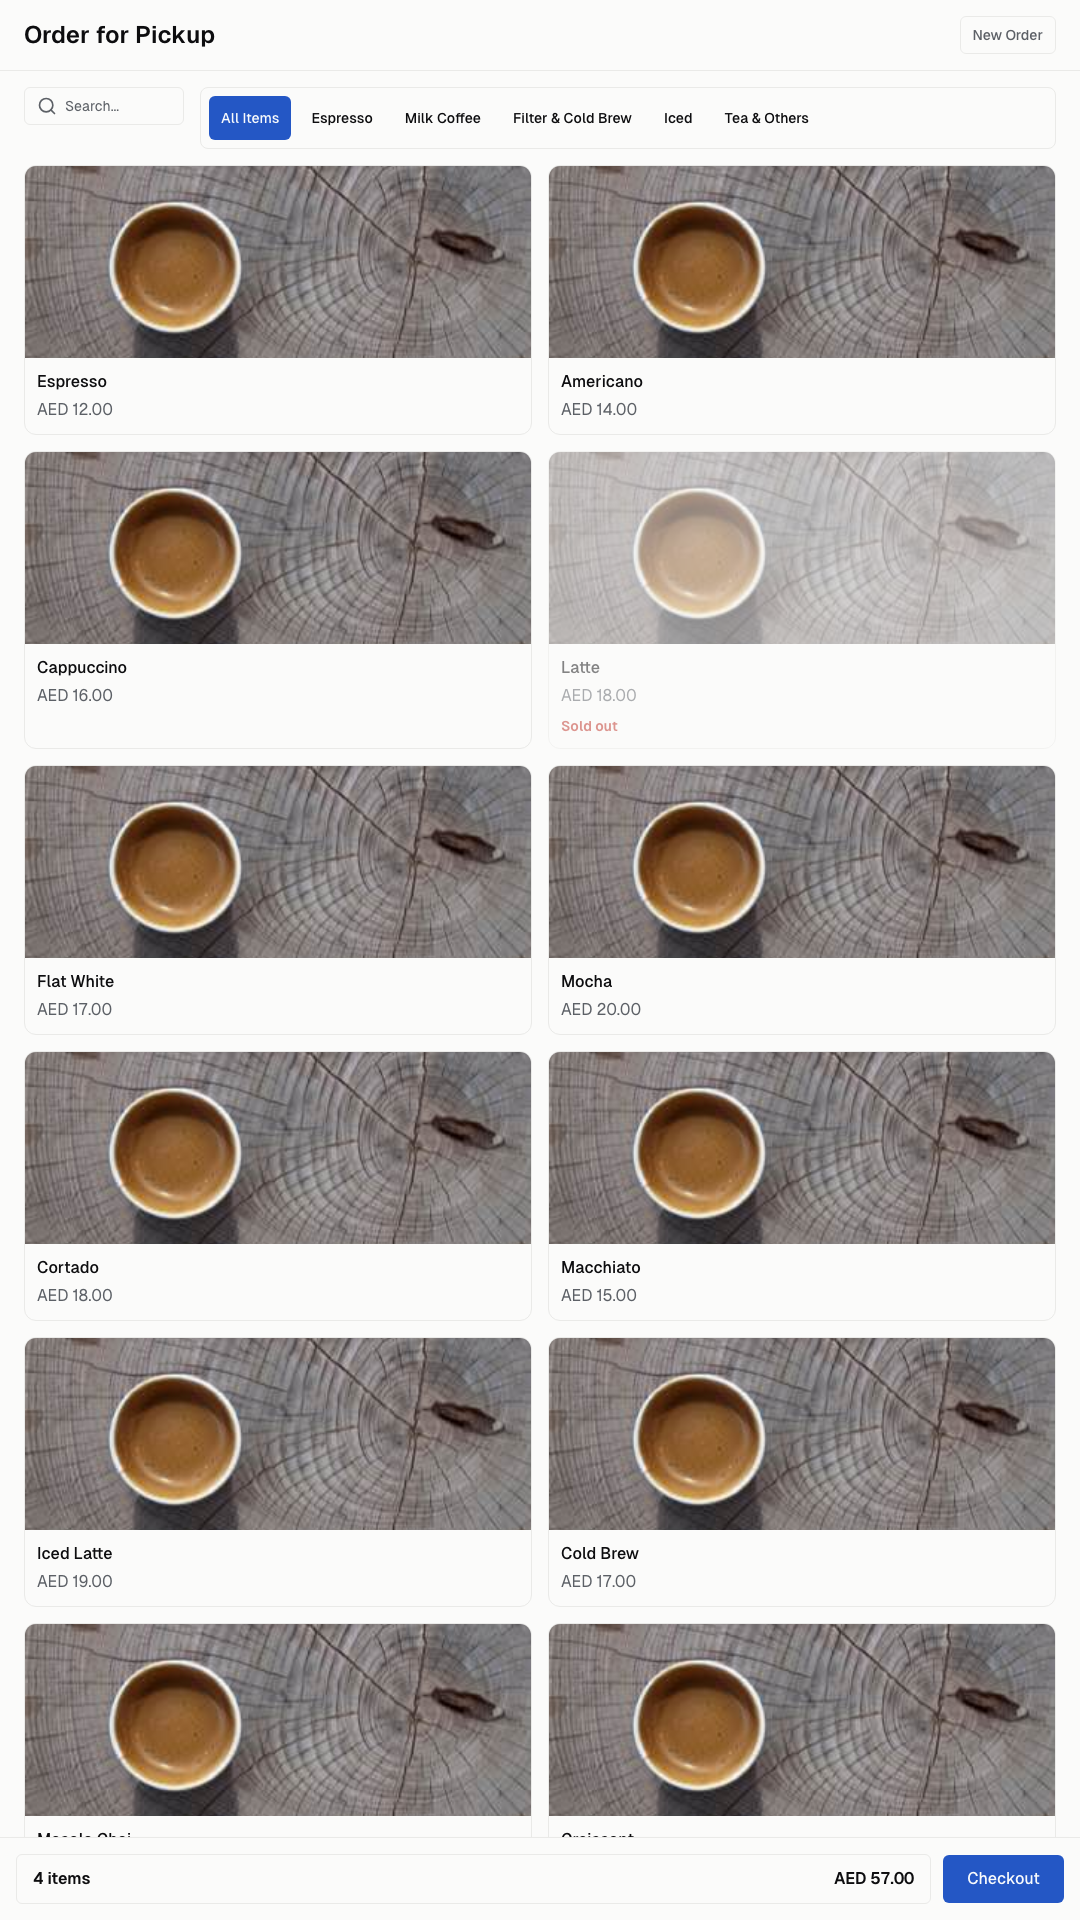 Order for Pickup
New Order
Search...
All Items
Espresso
Milk Coffee
Filter & Cold Brew
Iced
Tea & Others
Espresso
AED 12.00
Americano
AED 14.00
Cappuccino
AED 16.00
Latte
AED 18.00
Sold out
Flat White
AED 17.00
Mocha
AED 20.00
Cortado
AED 18.00
Macchiato
AED 15.00
Iced Latte
AED 19.00
Cold Brew
AED 17.00
Masala Chai
Croissant
4 items
AED 57.00
Checkout